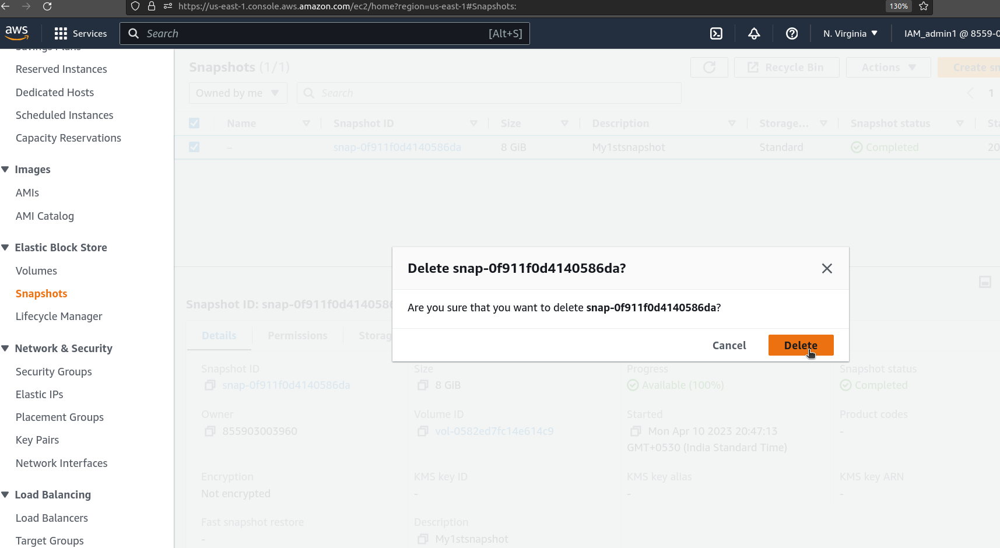 https://us-east-1.console.aws.amazon.com/ec2/home?region=us-east-1#Snapshots: 130%
aws Services Search [Alt+S] N. Virginia IAM_admin1 @ 8559-0
Savings Plans
Reserved Instances
Dedicated Hosts
Scheduled Instances
Capacity Reservations
Images
AMIs
AMI Catalog
Elastic Block Store
Volumes
Snapshots
Lifecycle Manager
Network & Security
Security Groups
Elastic IPs
Placement Groups
Key Pairs
Network Interfaces
Load Balancing
Load Balancers
Target Groups
Snapshots (1/1) Recycle Bin Actions Create sn
Owned by me Search 1
Name Snapshot ID Size Description Storage... Snapshot status Sta
– snap-0f911f0d4140586da 8 GiB My1stsnapshot Standard Completed 20
Delete snap-0f911f0d4140586da?
Are you sure that you want to delete snap-0f911f0d4140586da?
Cancel Delete
Snapshot ID: snap-0f911f0d4140586
Details Permissions Storag
Snapshot ID Size Progress Snapshot status
snap-0f911f0d4140586da 8 GiB Available (100%) Completed
Owner Volume ID Started Product codes
855903003960 vol-0582ed7fc14e614c9 Mon Apr 10 2023 20:47:13 -
GMT+0530 (India Standard Time)
Encryption KMS key ID KMS key alias KMS key ARN
Not encrypted - - -
Fast snapshot restore Description
- My1stsnapshot